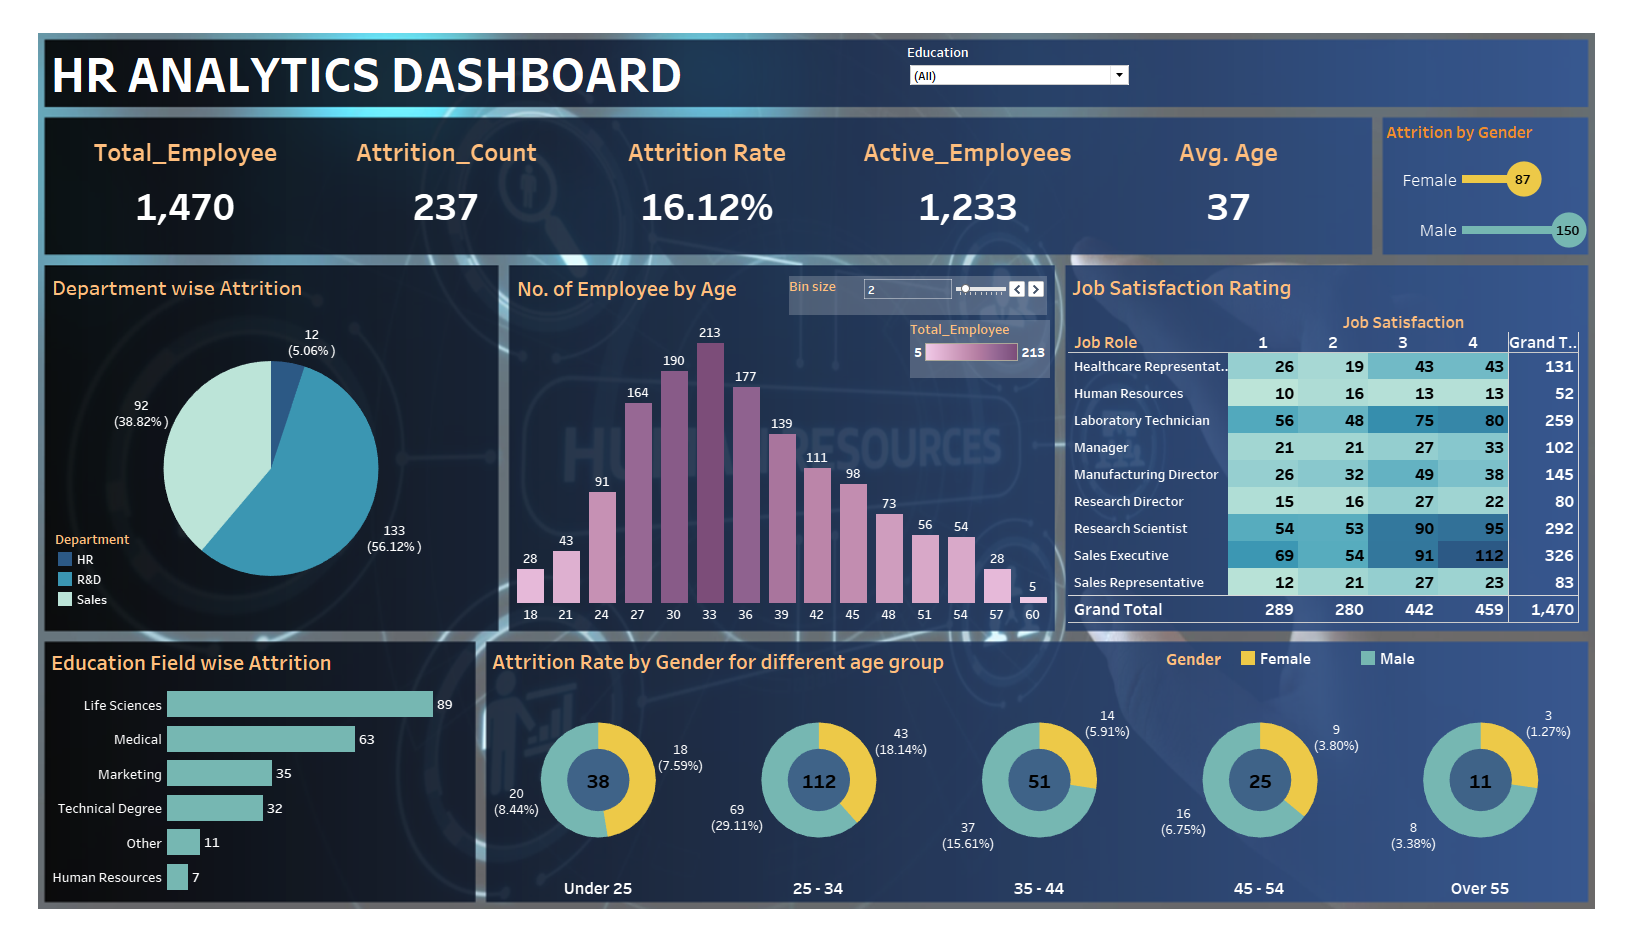 HR ANALYTICS DASHBOARD
Education
(All)
Total_Employee
1,470
Attrition_Count
237
Attrition Rate
16.12%
Active_Employees
1,233
Avg. Age
37
Attrition by Gender
Female 87
Male 150
Department wise Attrition
12
(5.06% )
92
(38.82% )
133
(56.12% )
Department
HR
R&D
Sales
No. of Employee by Age
Bin size 2
Total_Employee
5 213
28 43 91 164 190 213 177 139 111 98 73 56 54 28 5
18 21 24 27 30 33 36 39 42 45 48 51 54 57 60
HUMAN RESOURCES
Job Satisfaction Rating
Job Satisfaction
Job Role 1 2 3 4 Grand T..
Healthcare Representat.. 26 19 43 43 131
Human Resources 10 16 13 13 52
Laboratory Technician 56 48 75 80 259
Manager 21 21 27 33 102
Manufacturing Director 26 32 49 38 145
Research Director 15 16 27 22 80
Research Scientist 54 53 90 95 292
Sales Executive 69 54 91 112 326
Sales Representative 12 21 27 23 83
Grand Total 289 280 442 459 1,470
Education Field wise Attrition
Life Sciences 89
Medical 63
Marketing 35
Technical Degree 32
Other 11
Human Resources 7
Attrition Rate by Gender for different age group
Gender Female Male
18
(7.59%)
38
20
(8.44%)
Under 25
43
(18.14%)
112
69
(29.11%)
25 - 34
14
(5.91%)
51
37
(15.61%)
35 - 44
9
(3.80%)
25
16
(6.75%)
45 - 54
3
(1.27%)
11
8
(3.38%)
Over 55